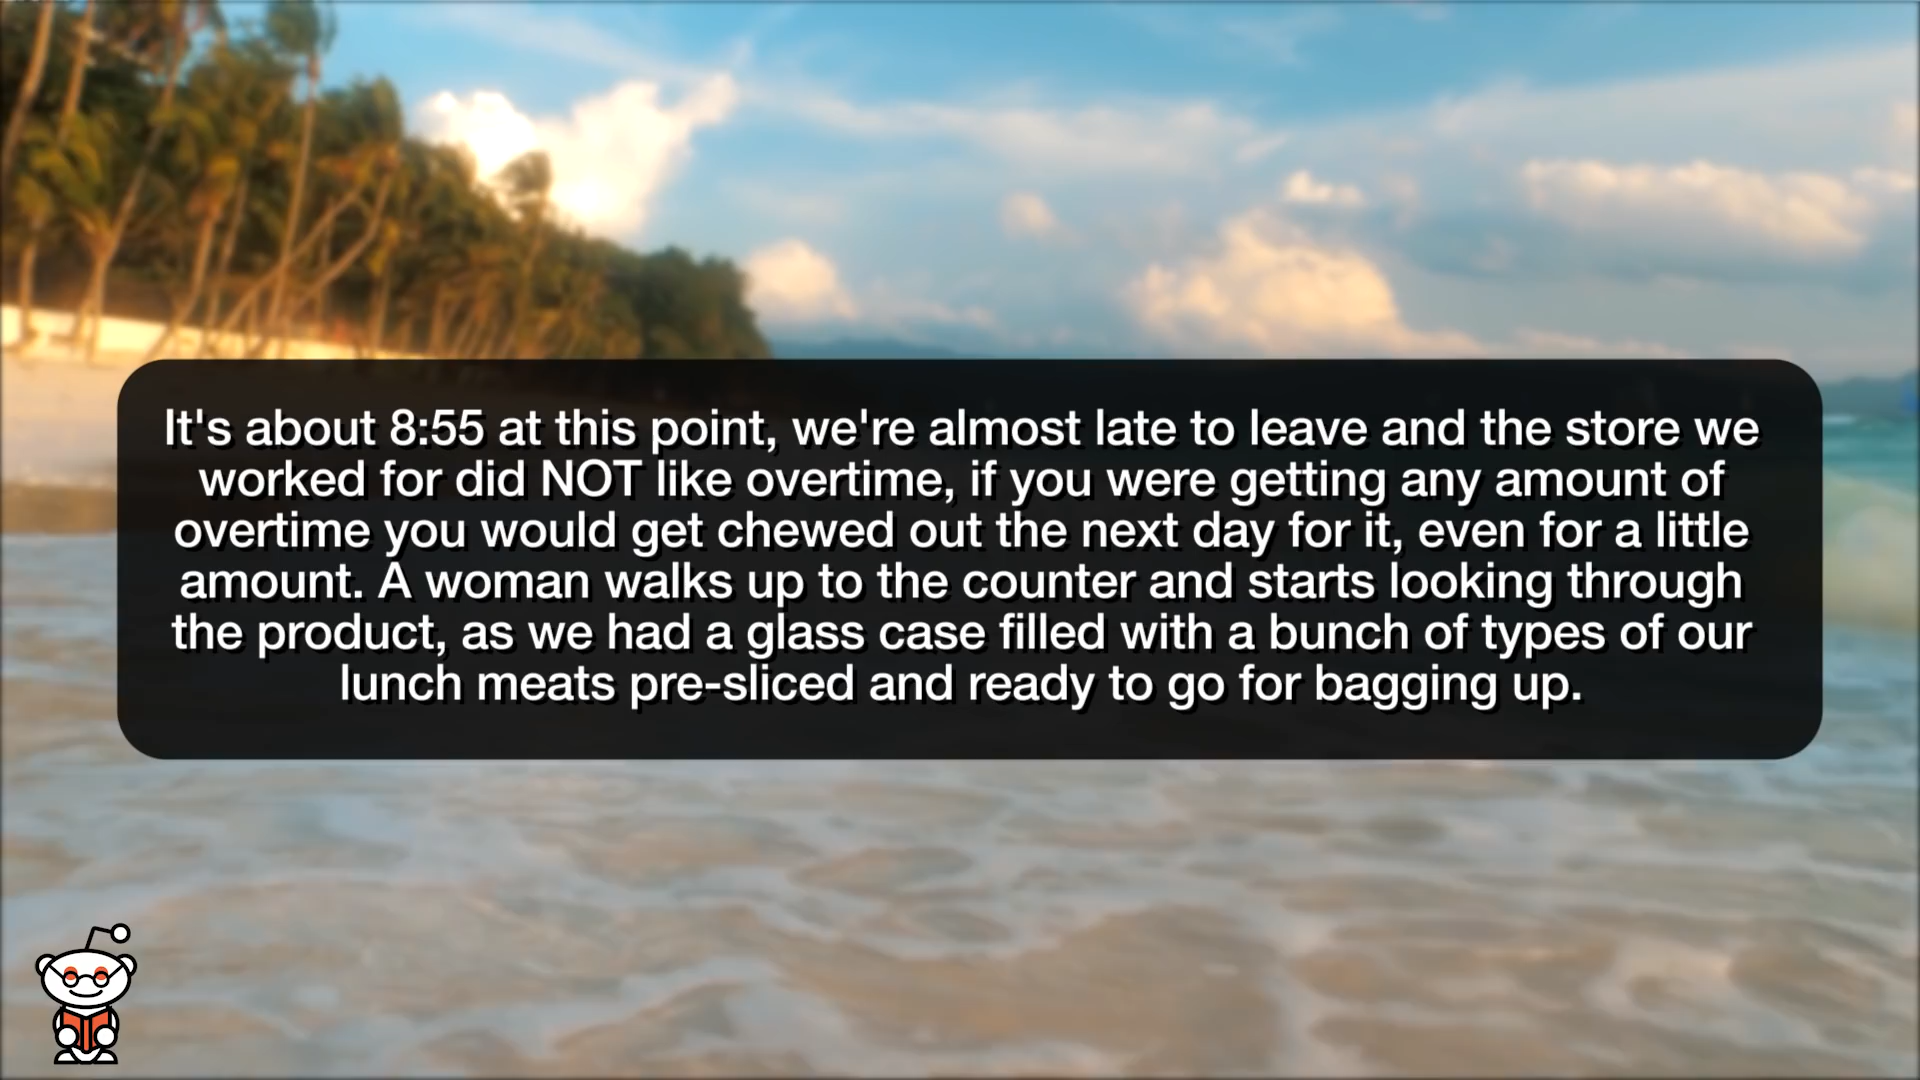 It's about 8:55 at this point, we're almost late to leave and the store we
worked for did NOT like overtime, if you were getting any amount of
overtime you would get chewed out the next day for it, even for a little
amount. A woman walks up to the counter and starts looking through
the product, as we had a glass case filled with a bunch of types of our
lunch meats pre-sliced and ready to go for bagging up.